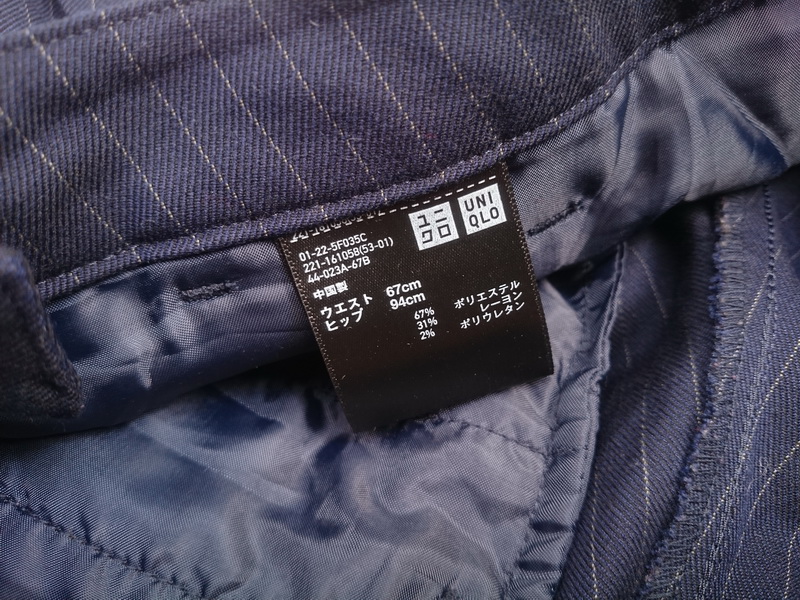 ユニ
クロ
UNI
QLO
01-22-5F035C
221-161058(53-01)
44-023A-67B
中国製
ウエスト 67cm
ヒップ 94cm
67% ポリエステル
31% レーヨン
2% ポリウレタン